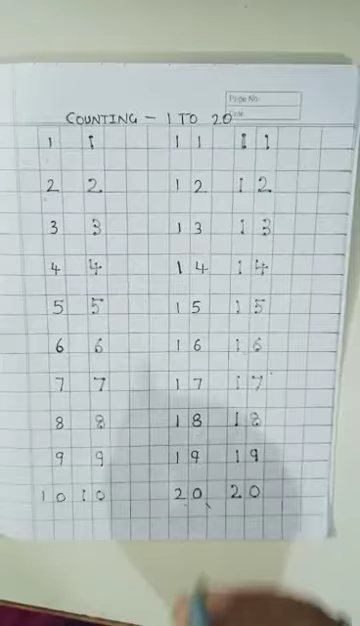 Page No.
COUNTING - 1 TO 20
Date
1 1 11 11
2 2 12 12
3 3 13 13
4 4 14 14
5 5 15 15
6 6 16 16
7 7 17 17
8 8 18 18
9 9 19 19
10 10 20 20